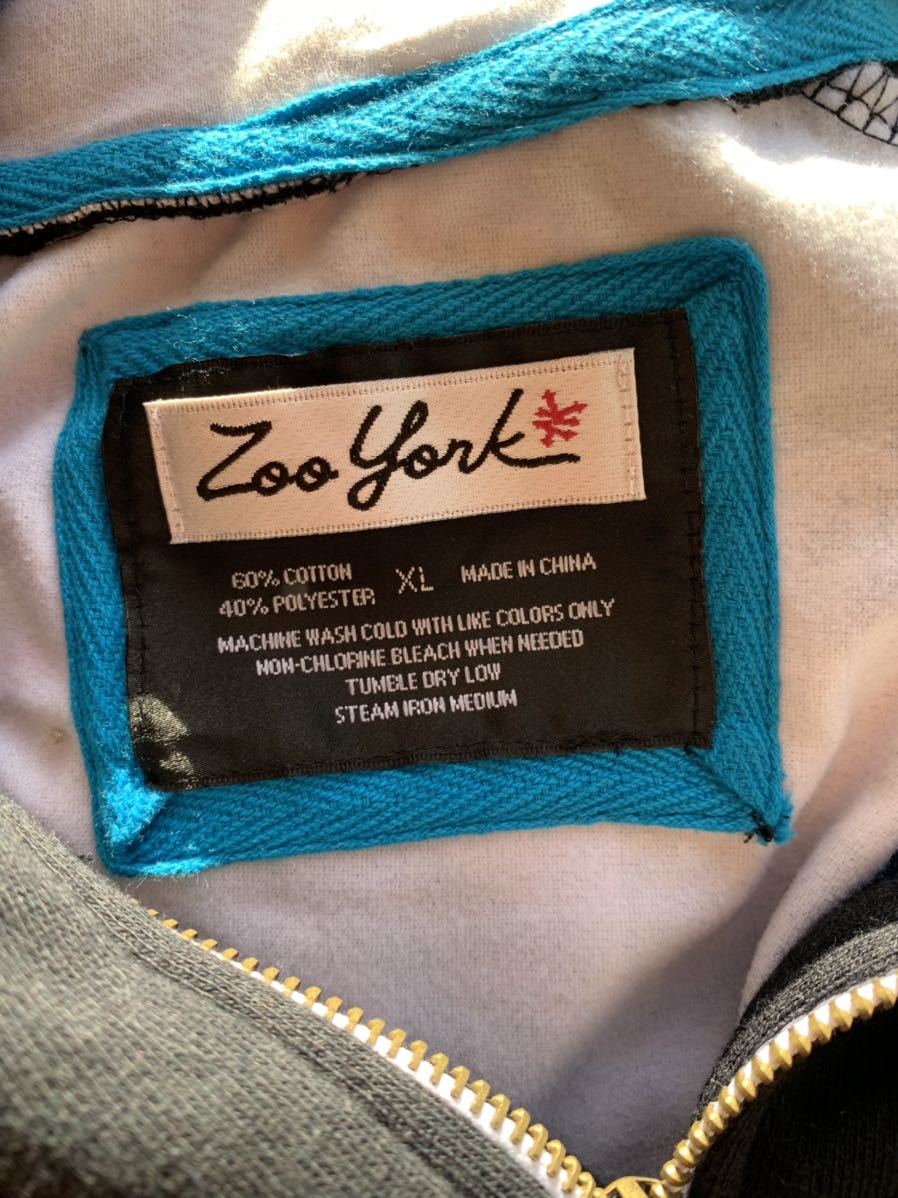 Zoo York
60% COTTON
40% POLYESTER
XL
MADE IN CHINA
MACHINE WASH COLD WITH LIKE COLORS ONLY
NON-CHLORINE BLEACH WHEN NEEDED
TUMBLE DRY LOW
STEAM IRON MEDIUM